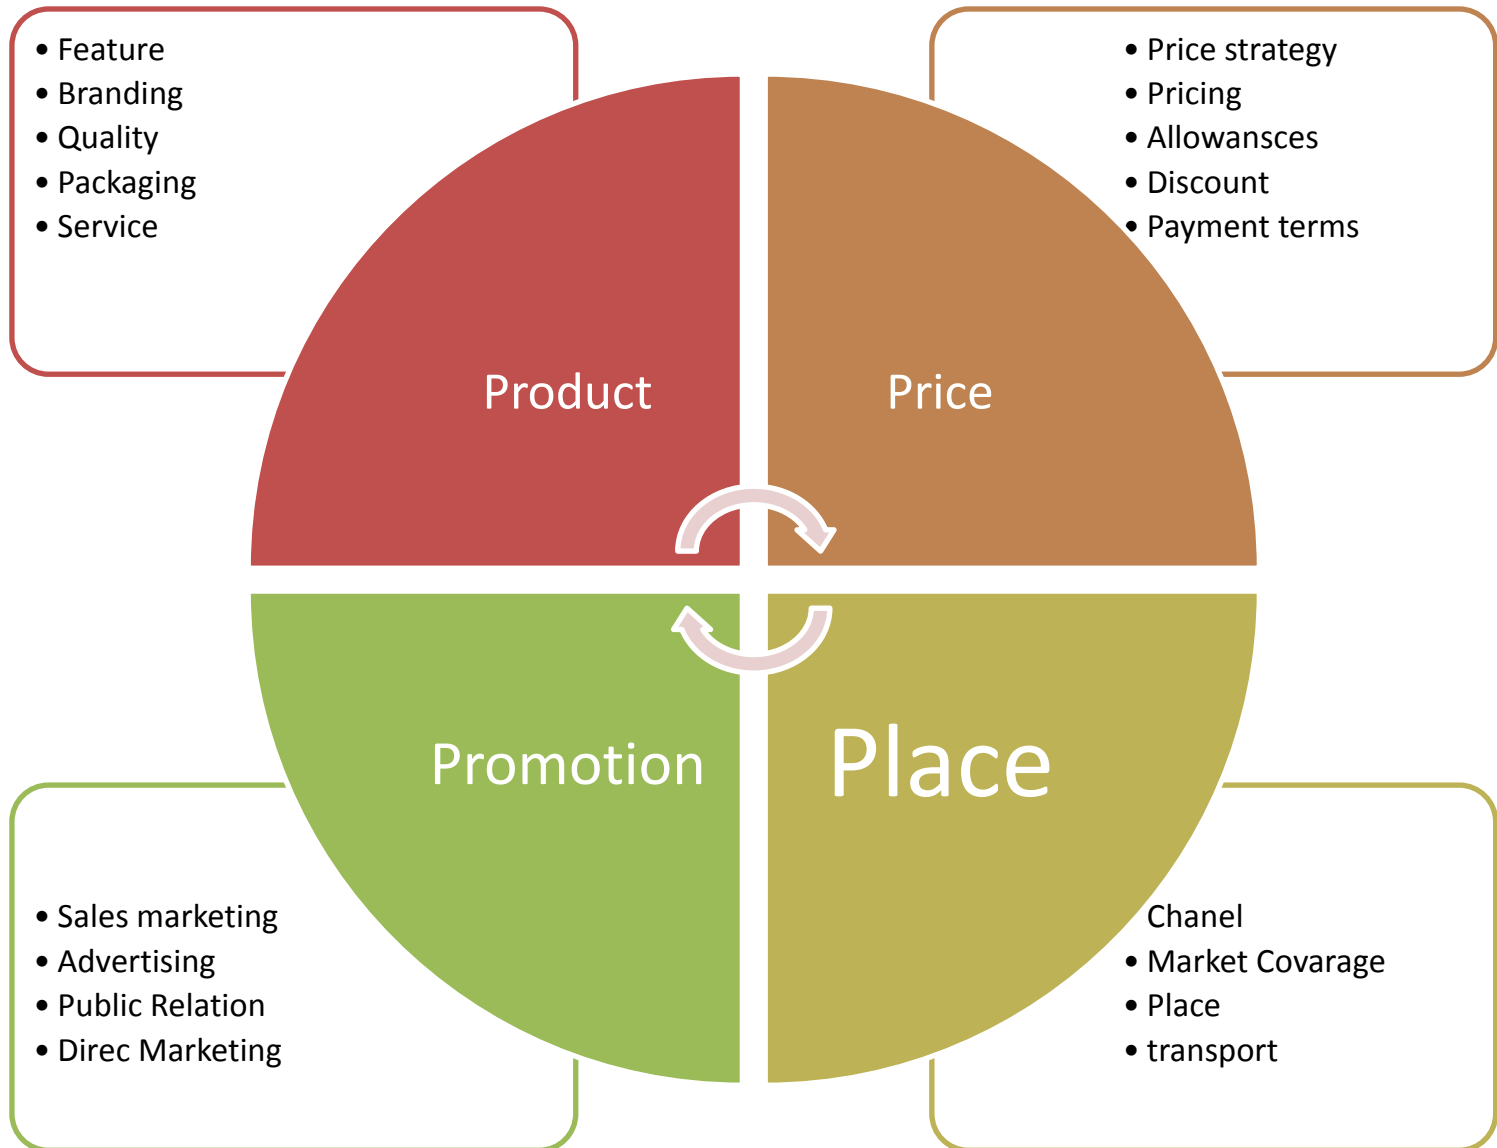 • Feature
• Branding
• Quality
• Packaging
• Service
• Price strategy
• Pricing
• Allowansces
• Discount
• Payment terms
Product
Price
Promotion
Place
• Sales marketing
• Advertising
• Public Relation
• Direc Marketing
Chanel
• Market Covarage
• Place
• transport